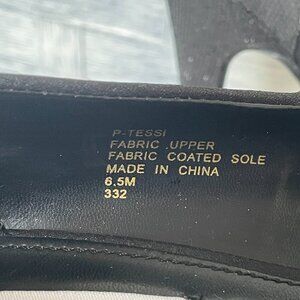 P-TESSI
FABRIC .UPPER
FABRIC COATED SOLE
MADE IN CHINA
6.5M
332